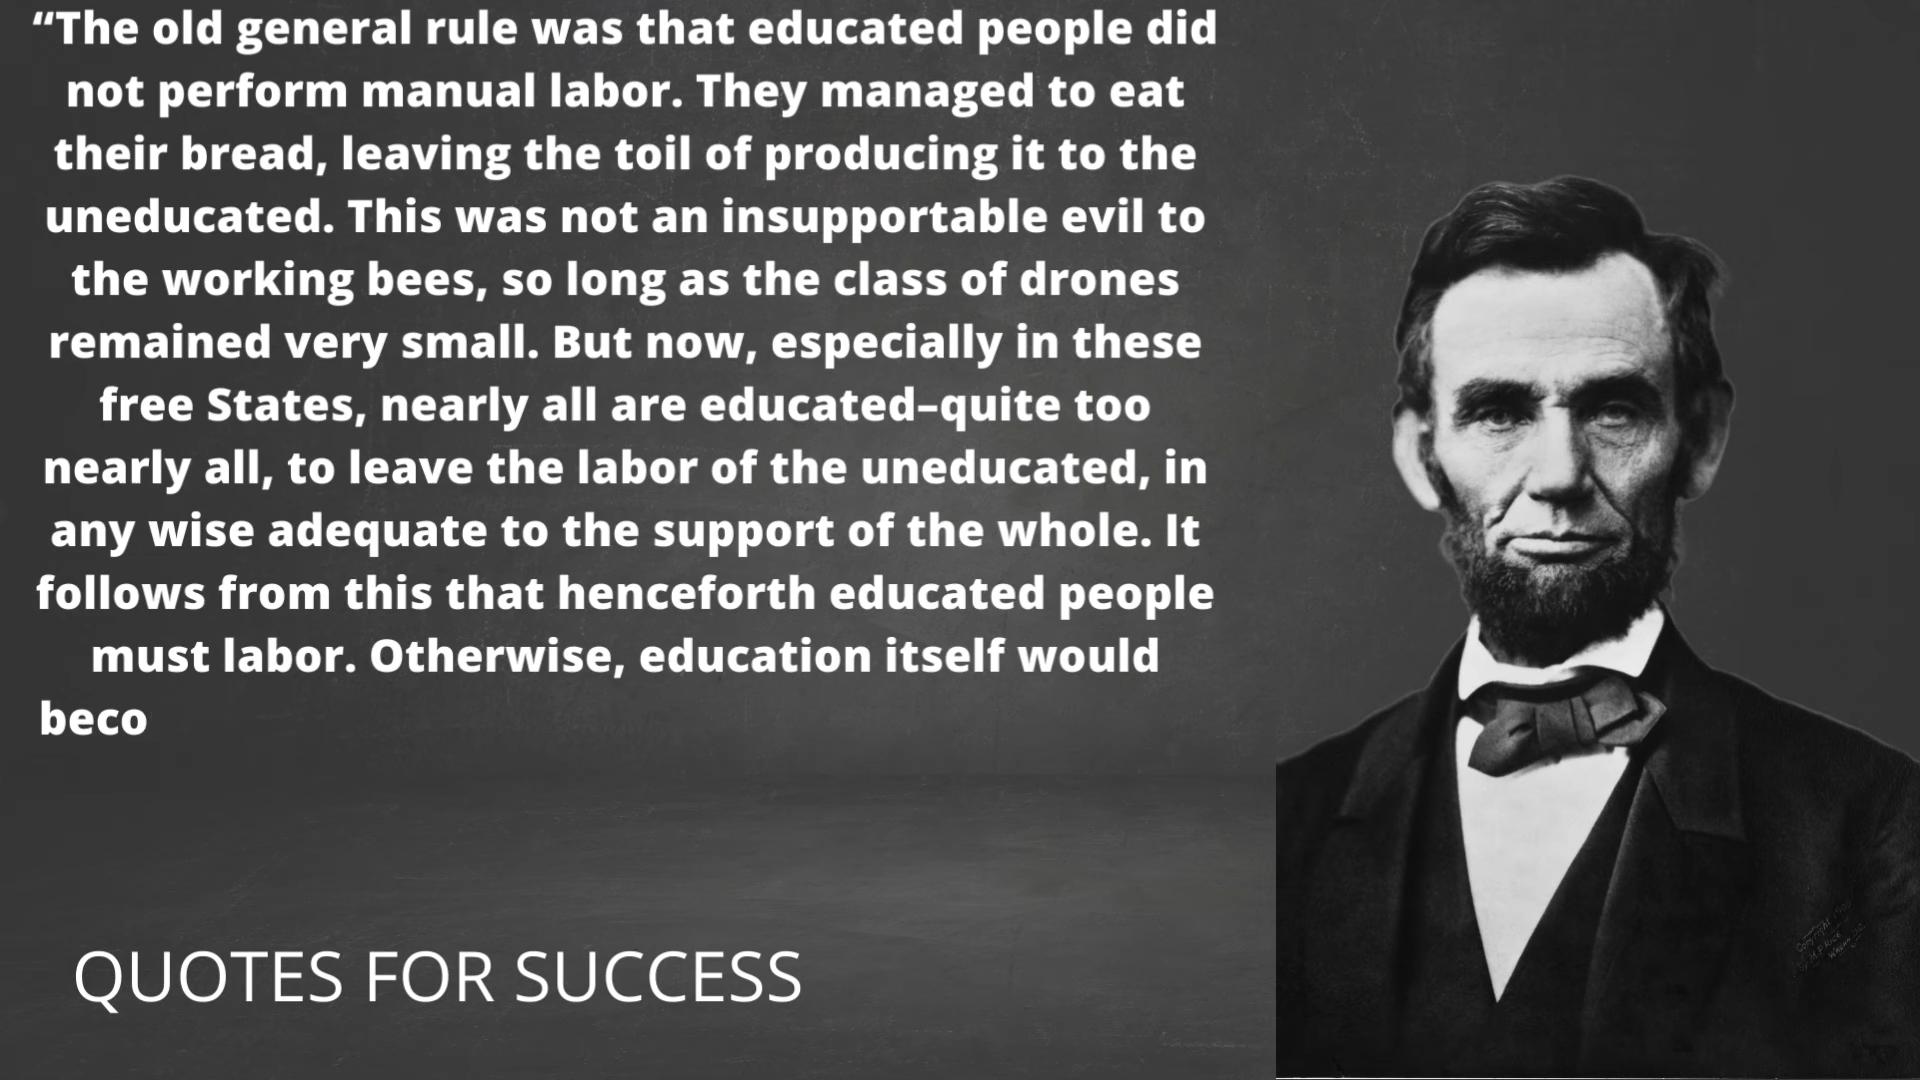 “The old general rule was that educated people did
not perform manual labor. They managed to eat
their bread, leaving the toil of producing it to the
uneducated. This was not an insupportable evil to
the working bees, so long as the class of drones
remained very small. But now, especially in these
free States, nearly all are educated–quite too
nearly all, to leave the labor of the uneducated, in
any wise adequate to the support of the whole. It
follows from this that henceforth educated people
must labor. Otherwise, education itself would
beco
QUOTES FOR SUCCESS